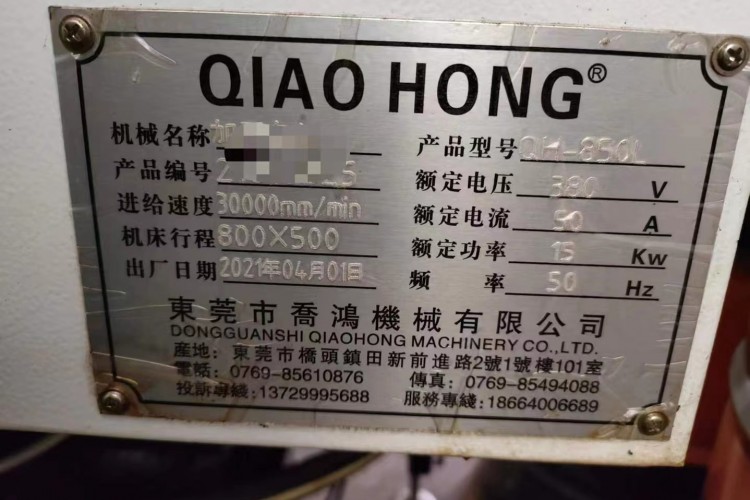 QIAO HONG®
机械名称 加 产品型号 -850L
产品编号 额定电压 380 V
进给速度 30000mm/min 额定电流 A
机床行程 800X500 额定功率 15 Kw
出厂日期 2021年04月01日 频率 50 Hz
東莞市喬鴻機械有限公司
DONGGUANSHI QIAOHONG MACHINERY CO.,LTD.
產地: 東莞市橋頭鎮田新前進路2號1號樓101室
電話: 0769-85610876 傳真: 0769-85494088
投訴專綫:13729995688 服務專綫:18664006689